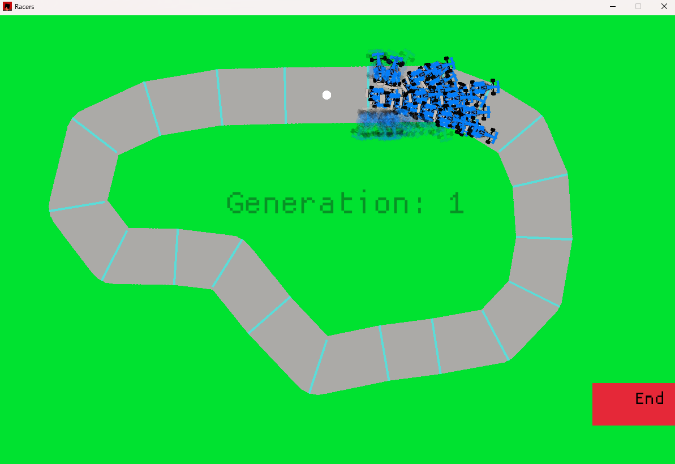 Racers
Generation: 1
End